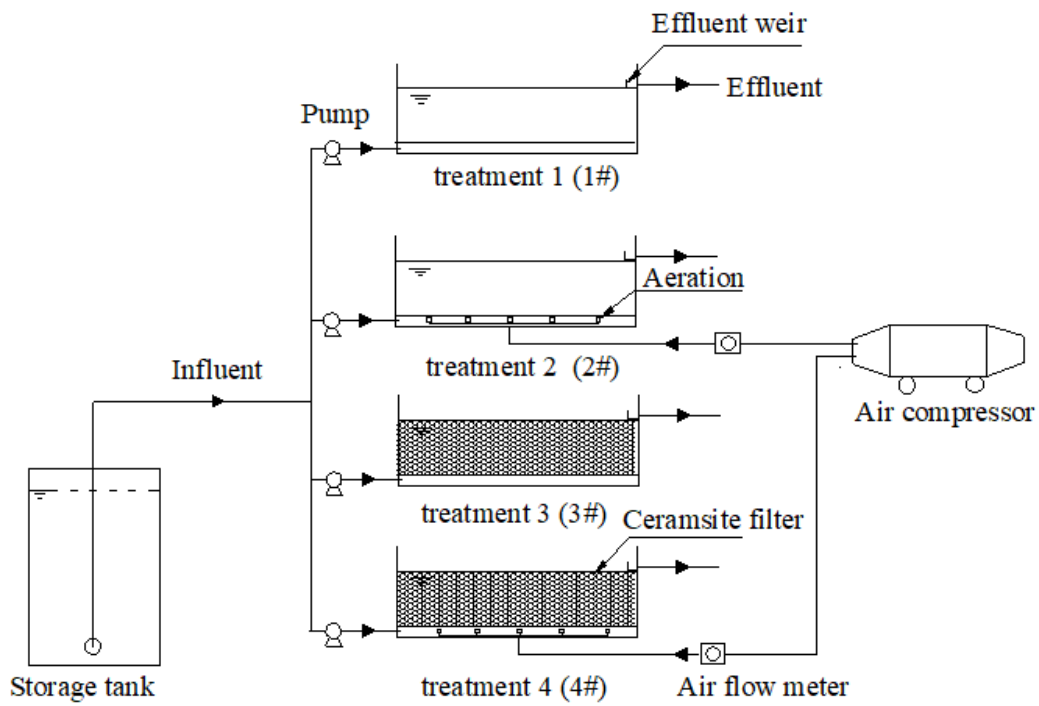 Effluent weir
Effluent
Pump
treatment 1 (1#)
Aeration
treatment 2 (2#)
Influent
Air compressor
treatment 3 (3#)
Ceramsite filter
Storage tank
treatment 4 (4#)
Air flow meter